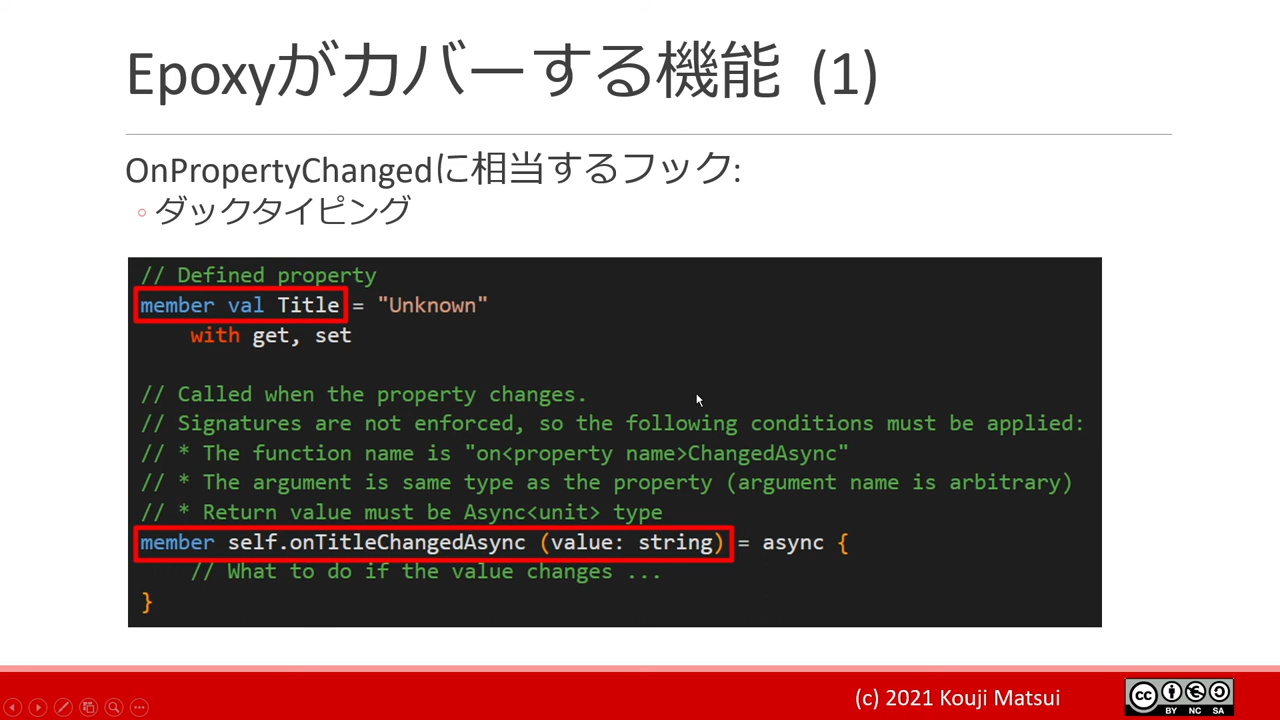 Epoxyがカバーする機能 (1)
OnPropertyChangedに相当するフック:
ダックタイピング
// Defined property
member val Title = "Unknown"
with get, set
// Called when the property changes.
// Signatures are not enforced, so the following conditions must be applied:
// * The function name is "on<property name>ChangedAsync"
// * The argument is same type as the property (argument name is arbitrary)
// * Return value must be Async<unit> type
member self.onTitleChangedAsync (value: string) = async {
// What to do if the value changes ...
}
(c) 2021 Kouji Matsui
cc BY NC SA